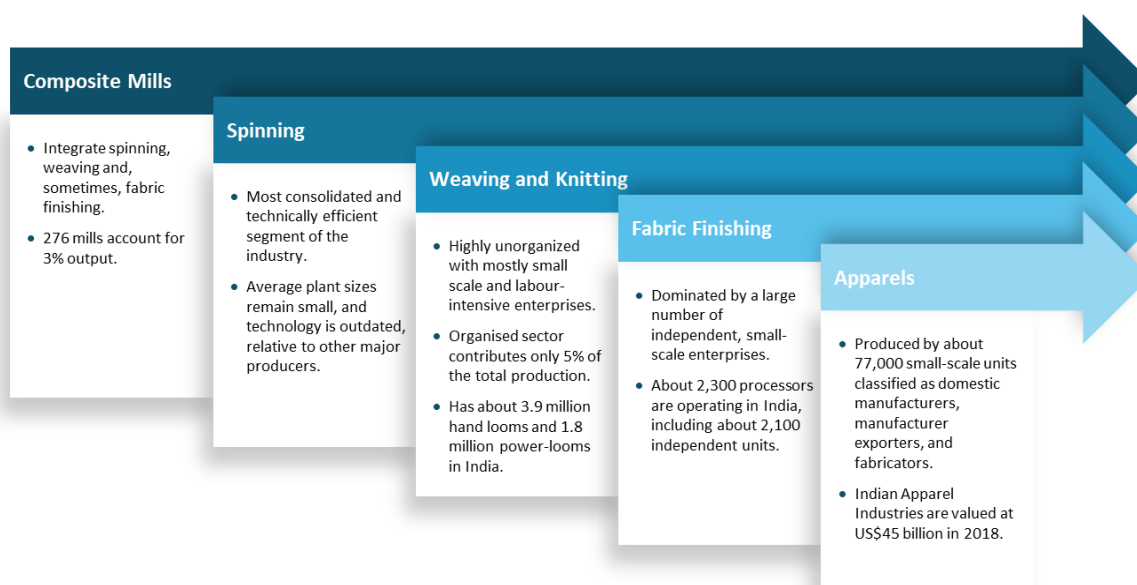 Composite Mills
• Integrate spinning,
weaving and,
sometimes, fabric
finishing.
• 276 mills account for
3% output.
Spinning
• Most consolidated and
technically efficient
segment of the
industry.
• Average plant sizes
remain small, and
technology is outdated,
relative to other major
producers.
Weaving and Knitting
• Highly unorganized
with mostly small
scale and labour-
intensive enterprises.
• Organised sector
contributes only 5% of
the total production.
• Has about 3.9 million
hand looms and 1.8
million power-looms
in India.
Fabric Finishing
• Dominated by a large
number of
independent, small-
scale enterprises.
• About 2,300 processors
are operating in India,
including about 2,100
independent units.
Apparels
• Produced by about
77,000 small-scale units
classified as domestic
manufacturers,
manufacturer
exporters, and
fabricators.
• Indian Apparel
Industries are valued at
US$45 billion in 2018.